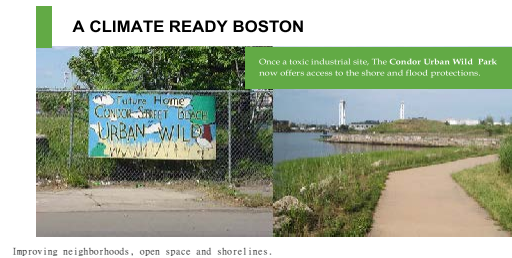 A CLIMATE READY BOSTON
Once a toxic industrial site, The Condor Urban Wild Park
now offers access to the shore and flood protections.
Future Home
CONDOR STREET BEACH
URBAN WILD
Improving neighborhoods, open space and shorelines.